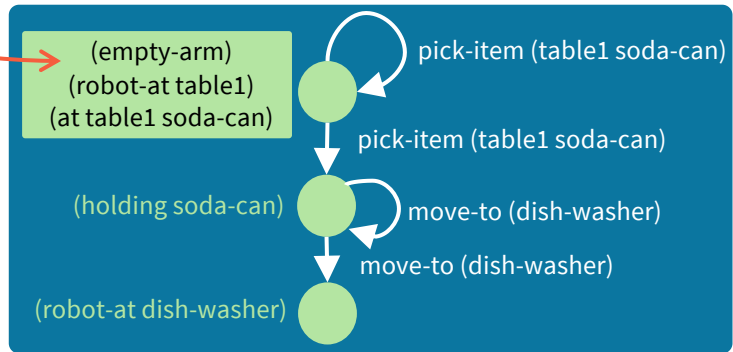 (empty-arm)
(robot-at table1)
(at table1 soda-can)
pick-item (table1 soda-can)
pick-item (table1 soda-can)
(holding soda-can)
move-to (dish-washer)
move-to (dish-washer)
(robot-at dish-washer)